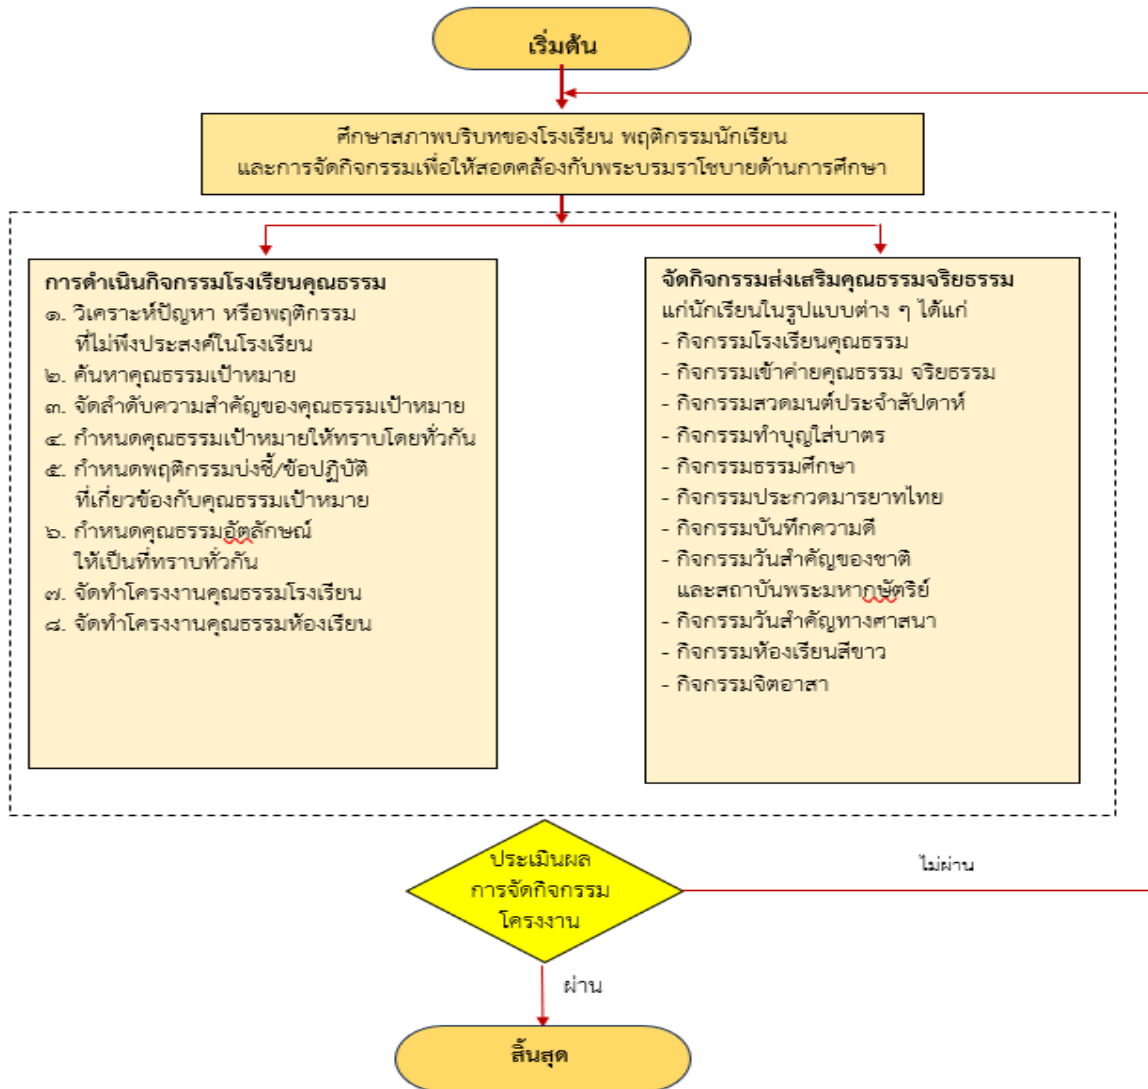 เริ่มต้น
ศึกษาสภาพบริบทของโรงเรียน พฤติกรรมนักเรียน
และการจัดกิจกรรมเพื่อให้สอดคล้องกับพระบรมราโชบายด้านการศึกษา
การดำเนินกิจกรรมโรงเรียนคุณธรรม
๑. วิเคราะห์ปัญหา หรือพฤติกรรม
ที่ไม่พึงประสงค์ในโรงเรียน
๒. ค้นหาคุณธรรมเป้าหมาย
๓. จัดลำดับความสำคัญของคุณธรรมเป้าหมาย
๔. กำหนดคุณธรรมเป้าหมายให้ทราบโดยทั่วกัน
๕. กำหนดพฤติกรรมบ่งชี้/ข้อปฏิบัติ
ที่เกี่ยวข้องกับคุณธรรมเป้าหมาย
๖. กำหนดคุณธรรมอัตลักษณ์
ให้เป็นที่ทราบทั่วกัน
๗. จัดทำโครงงานคุณธรรมโรงเรียน
๘. จัดทำโครงงานคุณธรรมห้องเรียน
จัดกิจกรรมส่งเสริมคุณธรรมจริยธรรม
แก่นักเรียนในรูปแบบต่าง ๆ ได้แก่
- กิจกรรมโรงเรียนคุณธรรม
- กิจกรรมเข้าค่ายคุณธรรม จริยธรรม
- กิจกรรมสวดมนต์ประจำสัปดาห์
- กิจกรรมทำบุญใส่บาตร
- กิจกรรมธรรมศึกษา
- กิจกรรมประกวดมารยาทไทย
- กิจกรรมบันทึกความดี
- กิจกรรมวันสำคัญของชาติ
และสถาบันพระมหากษัตริย์
- กิจกรรมวันสำคัญทางศาสนา
- กิจกรรมห้องเรียนสีขาว
- กิจกรรมจิตอาสา
ประเมินผล
การจัดกิจกรรม
โครงงาน
ไม่ผ่าน
ผ่าน
สิ้นสุด